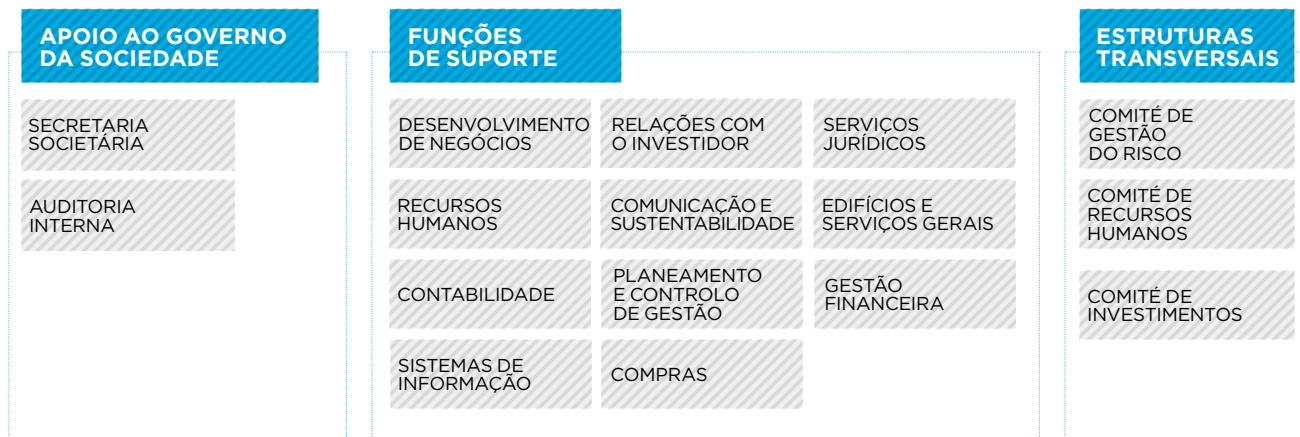 APOIO AO GOVERNO
DA SOCIEDADE
SECRETARIA
SOCIETÁRIA
AUDITORIA
INTERNA
FUNÇÕES
DE SUPORTE
DESENVOLVIMENTO
DE NEGÓCIOS
RELAÇÕES COM
O INVESTIDOR
SERVIÇOS
JURÍDICOS
RECURSOS
HUMANOS
COMUNICAÇÃO E
SUSTENTABILIDADE
EDIFÍCIOS E
SERVIÇOS GERAIS
CONTABILIDADE
PLANEAMENTO
E CONTROLO
DE GESTÃO
GESTÃO
FINANCEIRA
SISTEMAS DE
INFORMAÇÃO
COMPRAS
ESTRUTURAS
TRANSVERSAIS
COMITÉ DE
GESTÃO
DO RISCO
COMITÉ DE
RECURSOS
HUMANOS
COMITÉ DE
INVESTIMENTOS